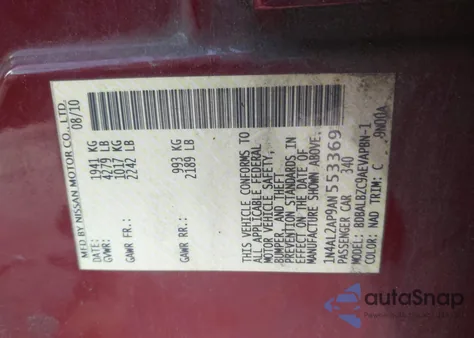 MFD BY NISSAN MOTOR CO., LTD.
08/10
GVWR: 1941 KG
4279 LB
GAWR FR.: 1017 KG
2242 LB
GAWR RR.: 993 KG
2189 LB
THIS VEHICLE CONFORMS TO
ALL APPLICABLE FEDERAL
MOTOR VEHICLE SAFETY,
BUMPER, AND THEFT
PREVENTION STANDARDS IN
EFFECT ON THE DATE OF
MANUFACTURE SHOWN ABOVE.
1N4AL2AP9AN553369
PASSENGER CAR 340
MODEL: BDBALBZC9AEVAPBN-1
COLOR: NAD TRIM: C
autoSnap